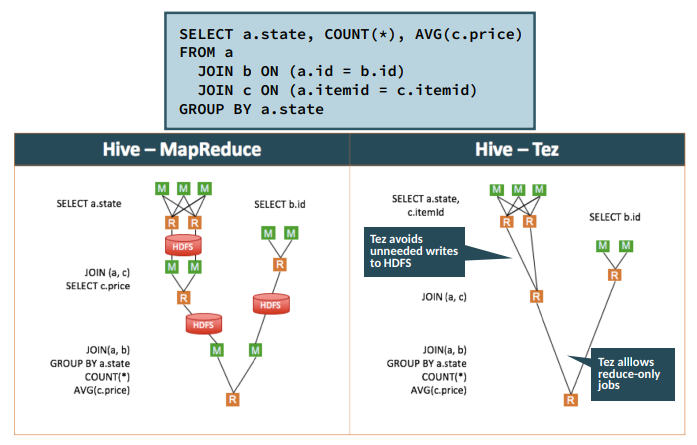 SELECT a.state, COUNT(*), AVG(c.price)
FROM a
JOIN b ON (a.id = b.id)
JOIN c ON (a.itemid = c.itemid)
GROUP BY a.state
Hive – MapReduce
Hive – Tez
SELECT a.state
M M M
R R
HDFS
SELECT b.id
M M
R
HDFS
JOIN (a, c)
SELECT c.price
M M
R
HDFS
JOIN(a, b)
GROUP BY a.state
COUNT(*)
AVG(c.price)
M M
R
SELECT a.state,
c.itemId
M M M
R R
SELECT b.id
M M
R
Tez avoids
unneeded writes
to HDFS
JOIN (a, c)
R
JOIN(a, b)
GROUP BY a.state
COUNT(*)
AVG(c.price)
R
Tez alllows
reduce-only
jobs